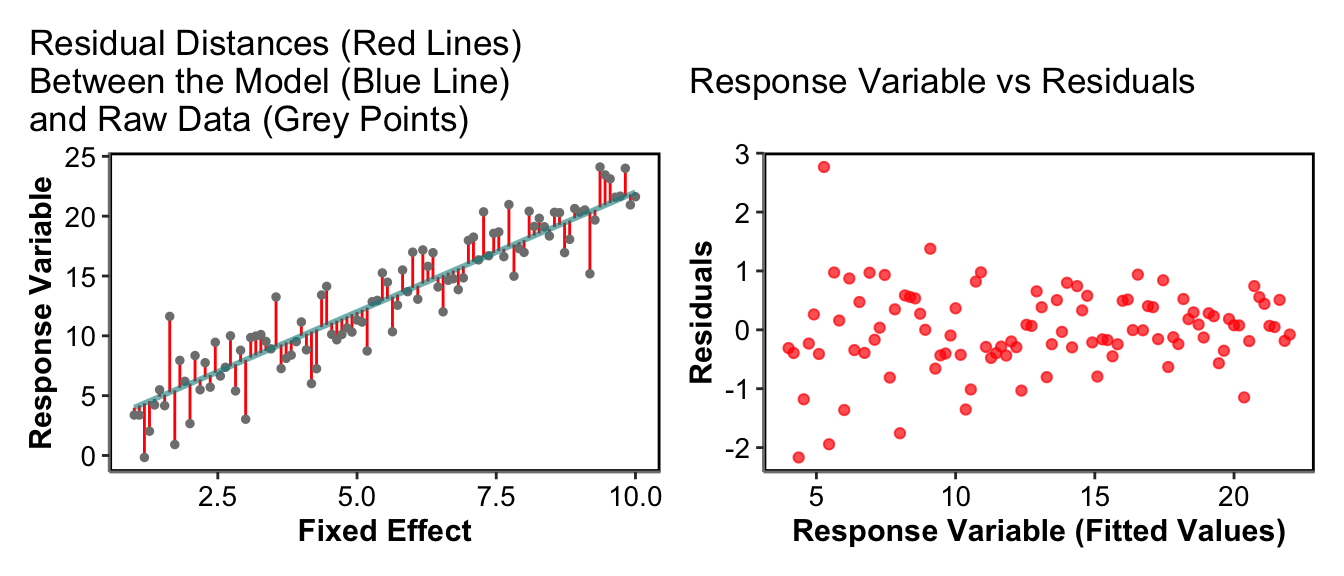 Residual Distances (Red Lines)
Between the Model (Blue Line)
and Raw Data (Grey Points)
Response Variable
25
20
15
10
5
0
2.5
5.0
7.5
10.0
Fixed Effect
Response Variable vs Residuals
Residuals
3
2
1
0
-1
-2
5
10
15
20
Response Variable (Fitted Values)